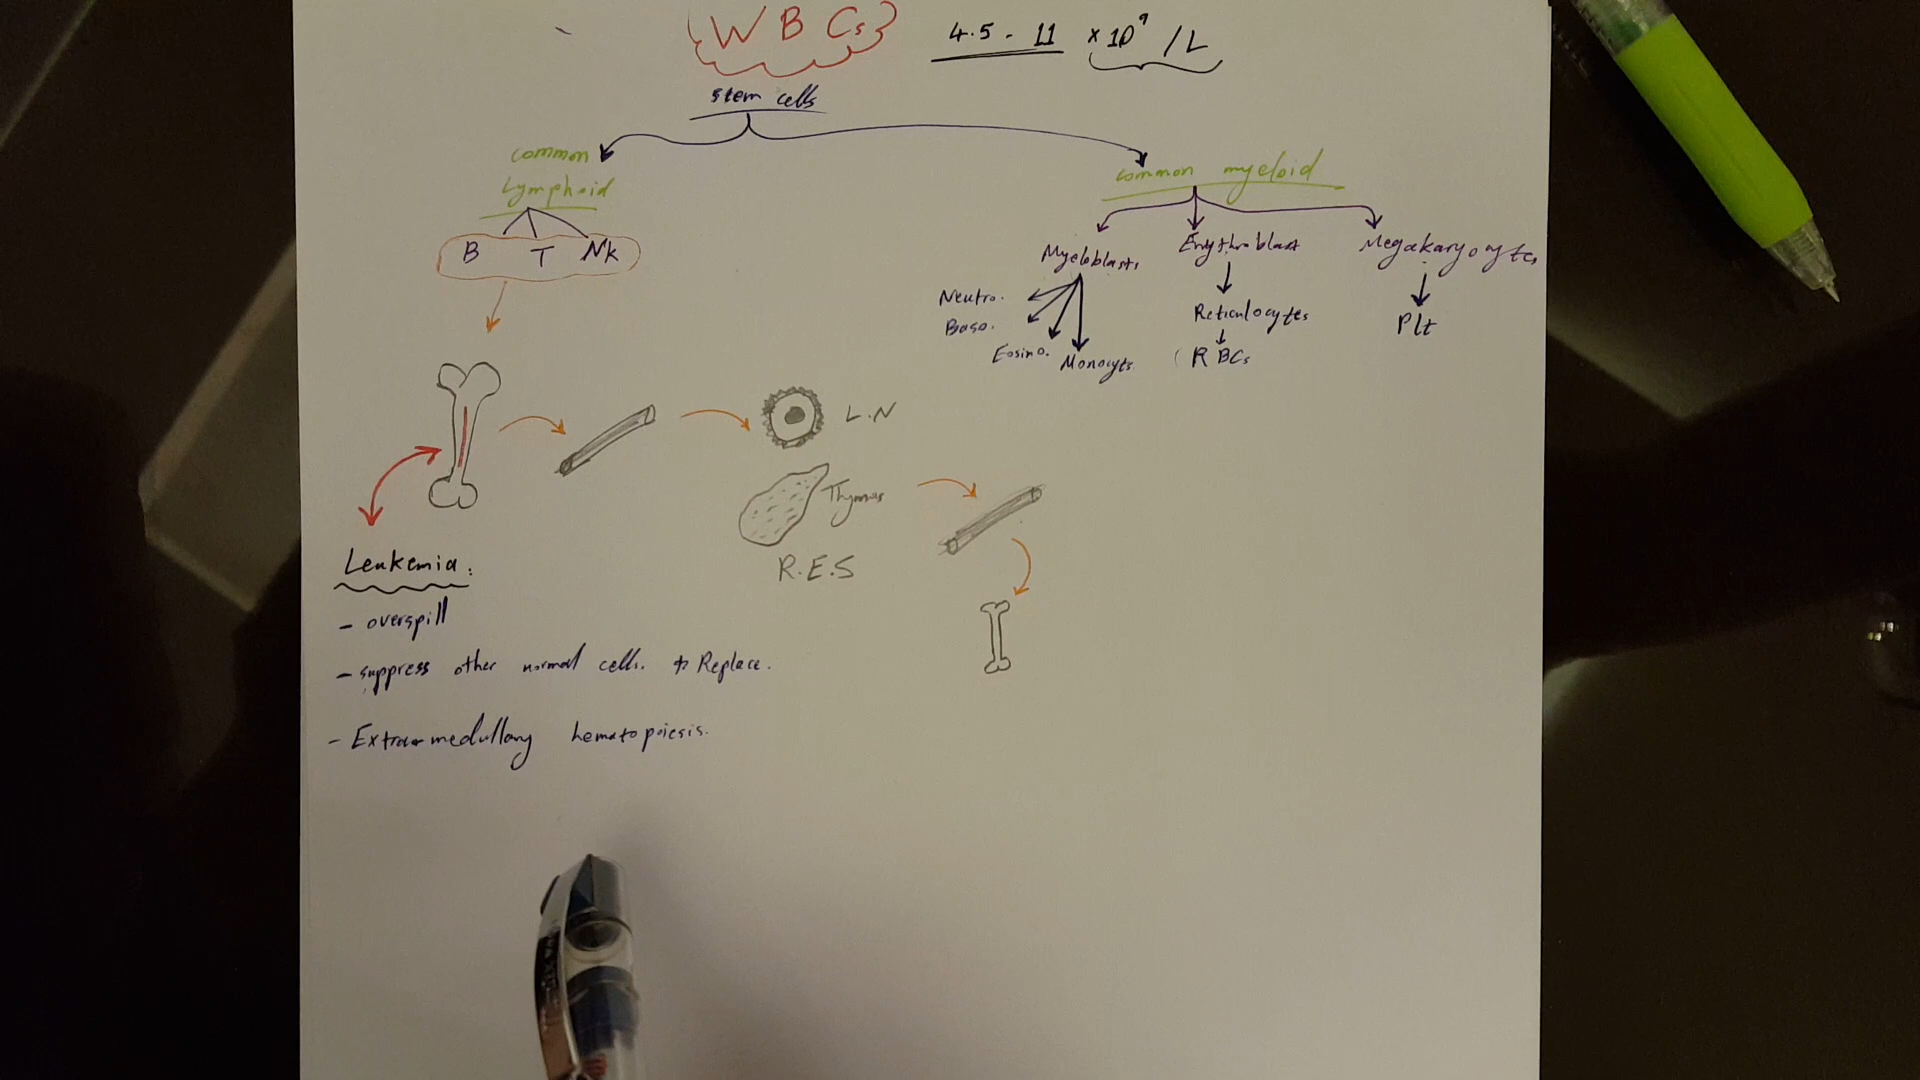 WBCs 4.5 - 11 x 10⁹ / L
stem cells
common
Lymphoid
common myeloid
B T Nk
Myeloblasts
Erythroblast
Megakaryocytes
Neutro.
Baso.
Eosino.
Monocyts
Reticulocytes
RBCs
Plt
L.N
Thymus
R.E.S
Leukemia:
- overspill
- suppress other normal cells. & Replace.
- Extra-medullary hematopoiesis.